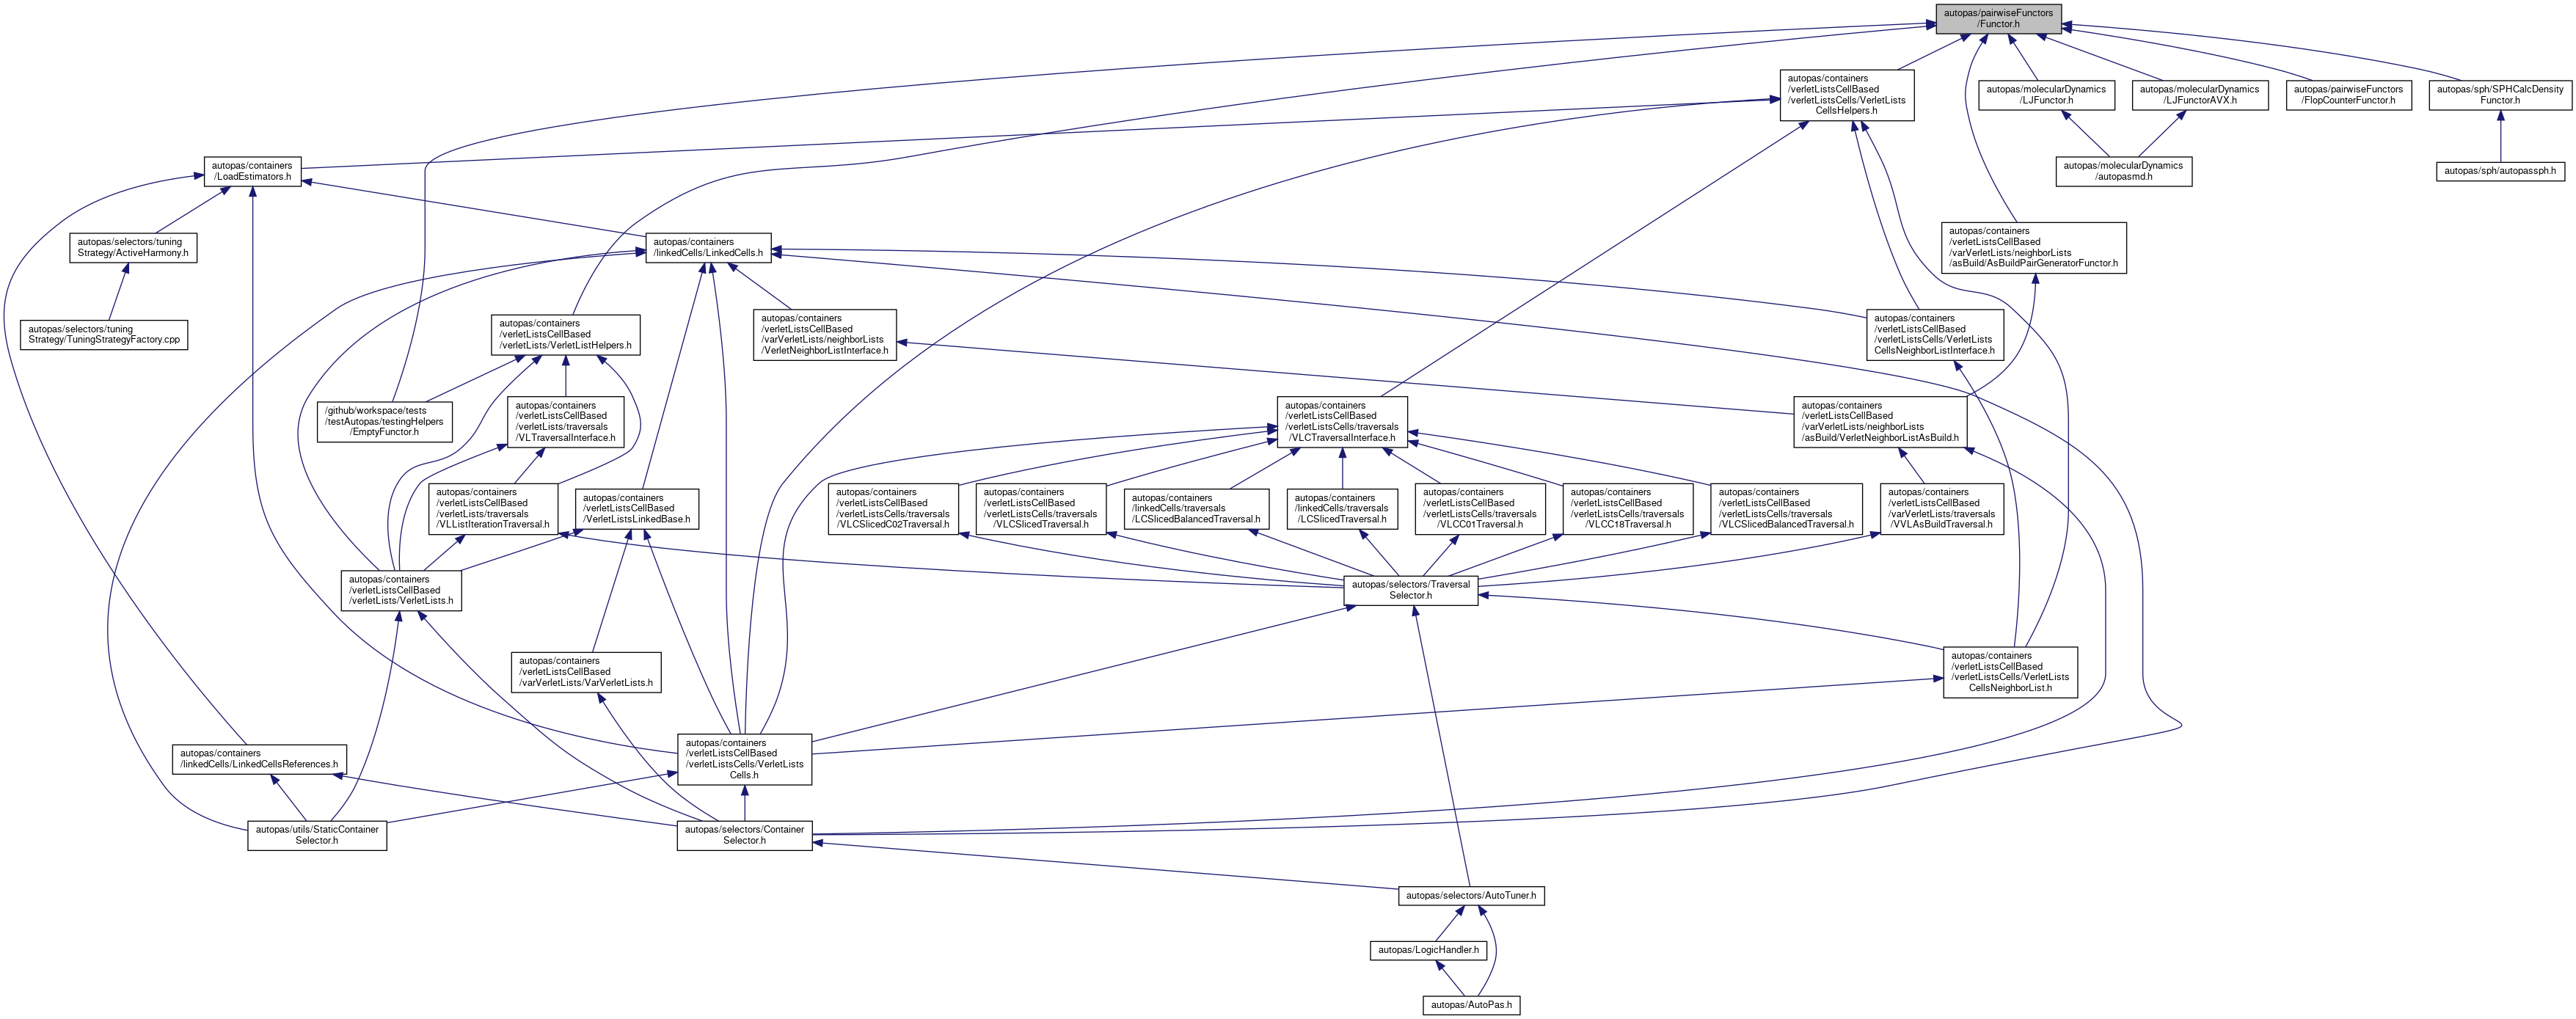 autopas/pairwiseFunctors
/Functor.h
autopas/containers
/verletListsCellBased
/verletListsCells/VerletLists
CellsHelpers.h
autopas/molecularDynamics
/LJFunctor.h
autopas/molecularDynamics
/LJFunctorAVX.h
autopas/pairwiseFunctors
/FlopCounterFunctor.h
autopas/sph/SPHCalcDensity
Functor.h
autopas/containers
/LoadEstimators.h
autopas/molecularDynamics
/autopasmd.h
autopas/sph/autopassph.h
autopas/selectors/tuning
Strategy/ActiveHarmony.h
autopas/containers
/linkedCells/LinkedCells.h
autopas/containers
/verletListsCellBased
/varVerletLists/neighborLists
/asBuild/AsBuildPairGeneratorFunctor.h
autopas/selectors/tuning
Strategy/TuningStrategyFactory.cpp
autopas/containers
/verletListsCellBased
/verletLists/VerletListHelpers.h
autopas/containers
/verletListsCellBased
/varVerletLists/neighborLists
/VerletNeighborListInterface.h
autopas/containers
/verletListsCellBased
/verletListsCells/VerletLists
CellsNeighborListInterface.h
/github/workspace/tests
/testAutopas/testingHelpers
/EmptyFunctor.h
autopas/containers
/verletListsCellBased
/verletLists/traversals
/VLTraversalInterface.h
autopas/containers
/verletListsCellBased
/verletListsCells/traversals
/VLCTraversalInterface.h
autopas/containers
/verletListsCellBased
/varVerletLists/neighborLists
/asBuild/VerletNeighborListAsBuild.h
autopas/containers
/verletListsCellBased
/verletLists/traversals
/VLListIterationTraversal.h
autopas/containers
/verletListsCellBased
/VerletListsLinkedBase.h
autopas/containers
/verletListsCellBased
/verletListsCells/traversals
/VLCSlicedC02Traversal.h
autopas/containers
/verletListsCellBased
/verletListsCells/traversals
/VLCSlicedTraversal.h
autopas/containers
/linkedCells/traversals
/LCSlicedBalancedTraversal.h
autopas/containers
/linkedCells/traversals
/LCSlicedTraversal.h
autopas/containers
/verletListsCellBased
/verletListsCells/traversals
/VLCC01Traversal.h
autopas/containers
/verletListsCellBased
/verletListsCells/traversals
/VLCC18Traversal.h
autopas/containers
/verletListsCellBased
/verletListsCells/traversals
/VLCSlicedBalancedTraversal.h
autopas/containers
/verletListsCellBased
/varVerletLists/traversals
/VVLAsBuildTraversal.h
autopas/containers
/verletListsCellBased
/verletLists/VerletLists.h
autopas/selectors/Traversal
Selector.h
autopas/containers
/verletListsCellBased
/varVerletLists/VarVerletLists.h
autopas/containers
/verletListsCellBased
/verletListsCells/VerletLists
CellsNeighborList.h
autopas/containers
/linkedCells/LinkedCellsReferences.h
autopas/containers
/verletListsCellBased
/verletListsCells/VerletLists
Cells.h
autopas/utils/StaticContainer
Selector.h
autopas/selectors/Container
Selector.h
autopas/selectors/AutoTuner.h
autopas/LogicHandler.h
autopas/AutoPas.h